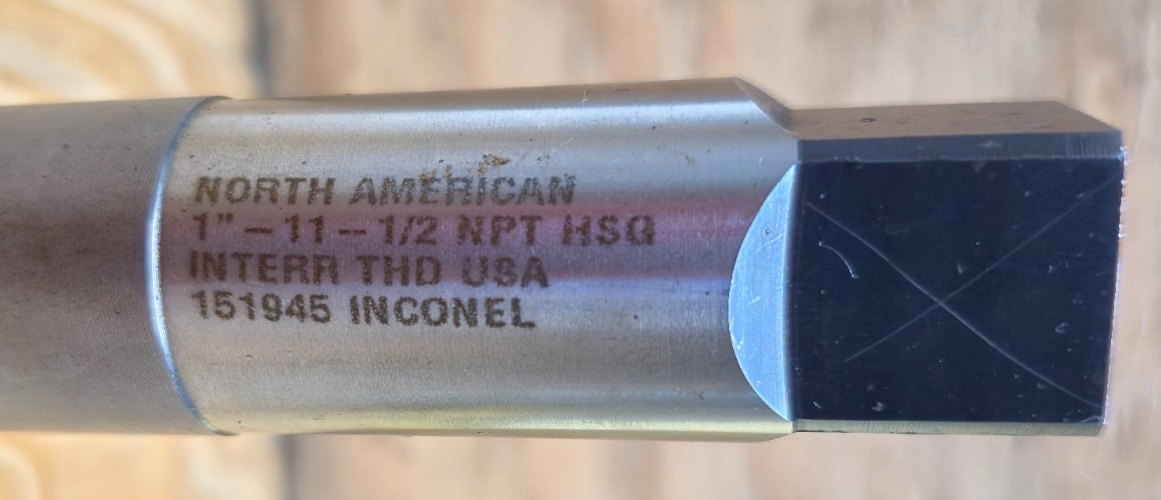 NORTH AMERICAN
1"-11-1/2 NPT HSG
INTERR THD USA
151945 INCONEL